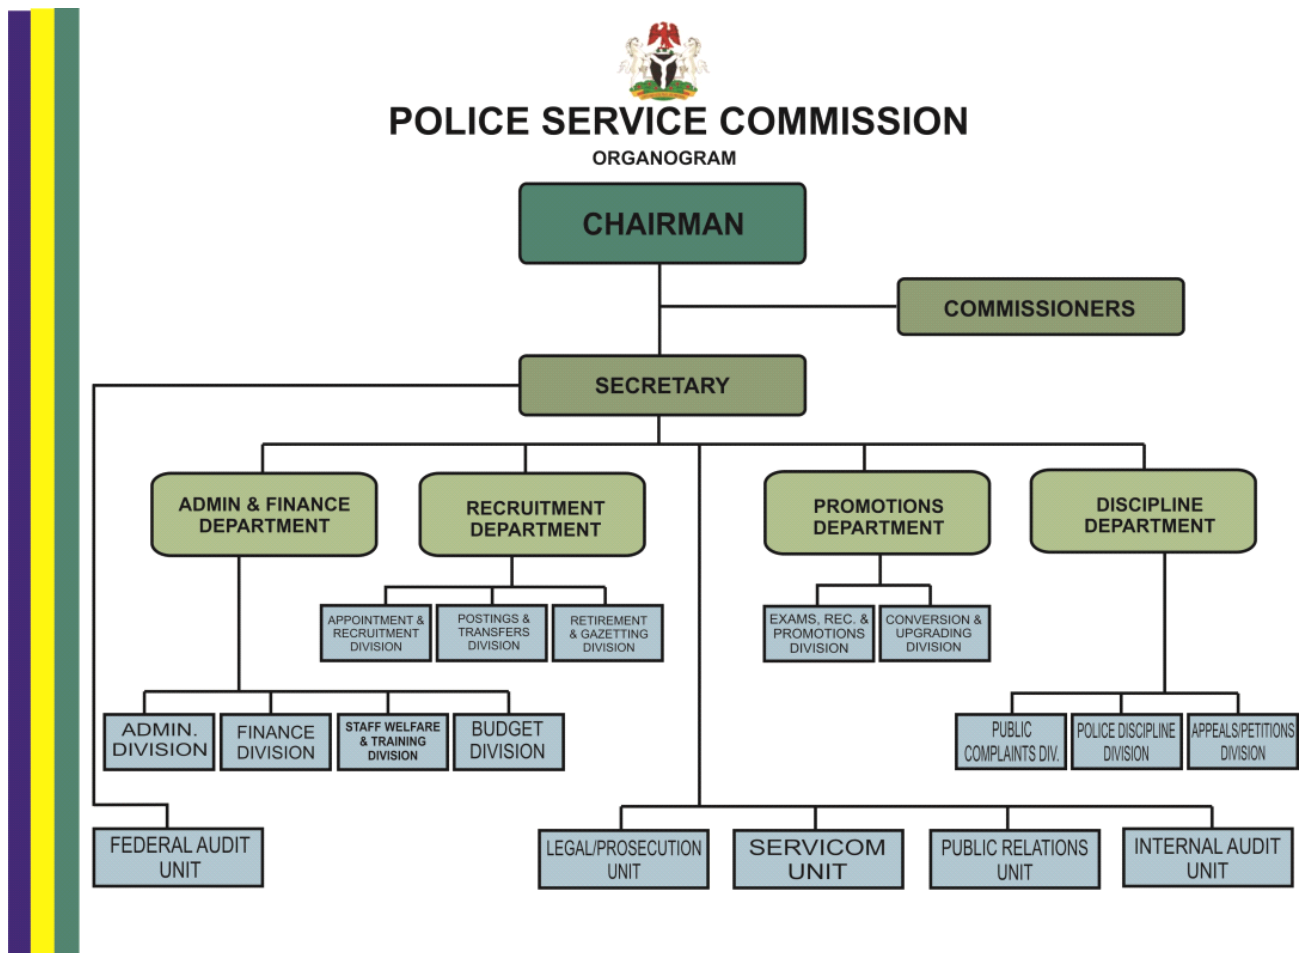 POLICE SERVICE COMMISSION
ORGANOGRAM
CHAIRMAN
COMMISSIONERS
SECRETARY
ADMIN & FINANCE
DEPARTMENT
RECRUITMENT
DEPARTMENT
PROMOTIONS
DEPARTMENT
DISCIPLINE
DEPARTMENT
APPOINTMENT &
RECRUITMENT
DIVISION
POSTINGS &
TRANSFERS
DIVISION
RETIREMENT
& GAZETTING
DIVISION
EXAMS, REC. &
PROMOTIONS
DIVISION
CONVERSION &
UPGRADING
DIVISION
ADMIN.
DIVISION
FINANCE
DIVISION
STAFF WELFARE
& TRAINING
DIVISION
BUDGET
DIVISION
PUBLIC
COMPLAINTS DIV.
POLICE DISCIPLINE
DIVISION
APPEALS/PETITIONS
DIVISION
FEDERAL AUDIT
UNIT
LEGAL/PROSECUTION
UNIT
SERVICOM
UNIT
PUBLIC RELATIONS
UNIT
INTERNAL AUDIT
UNIT